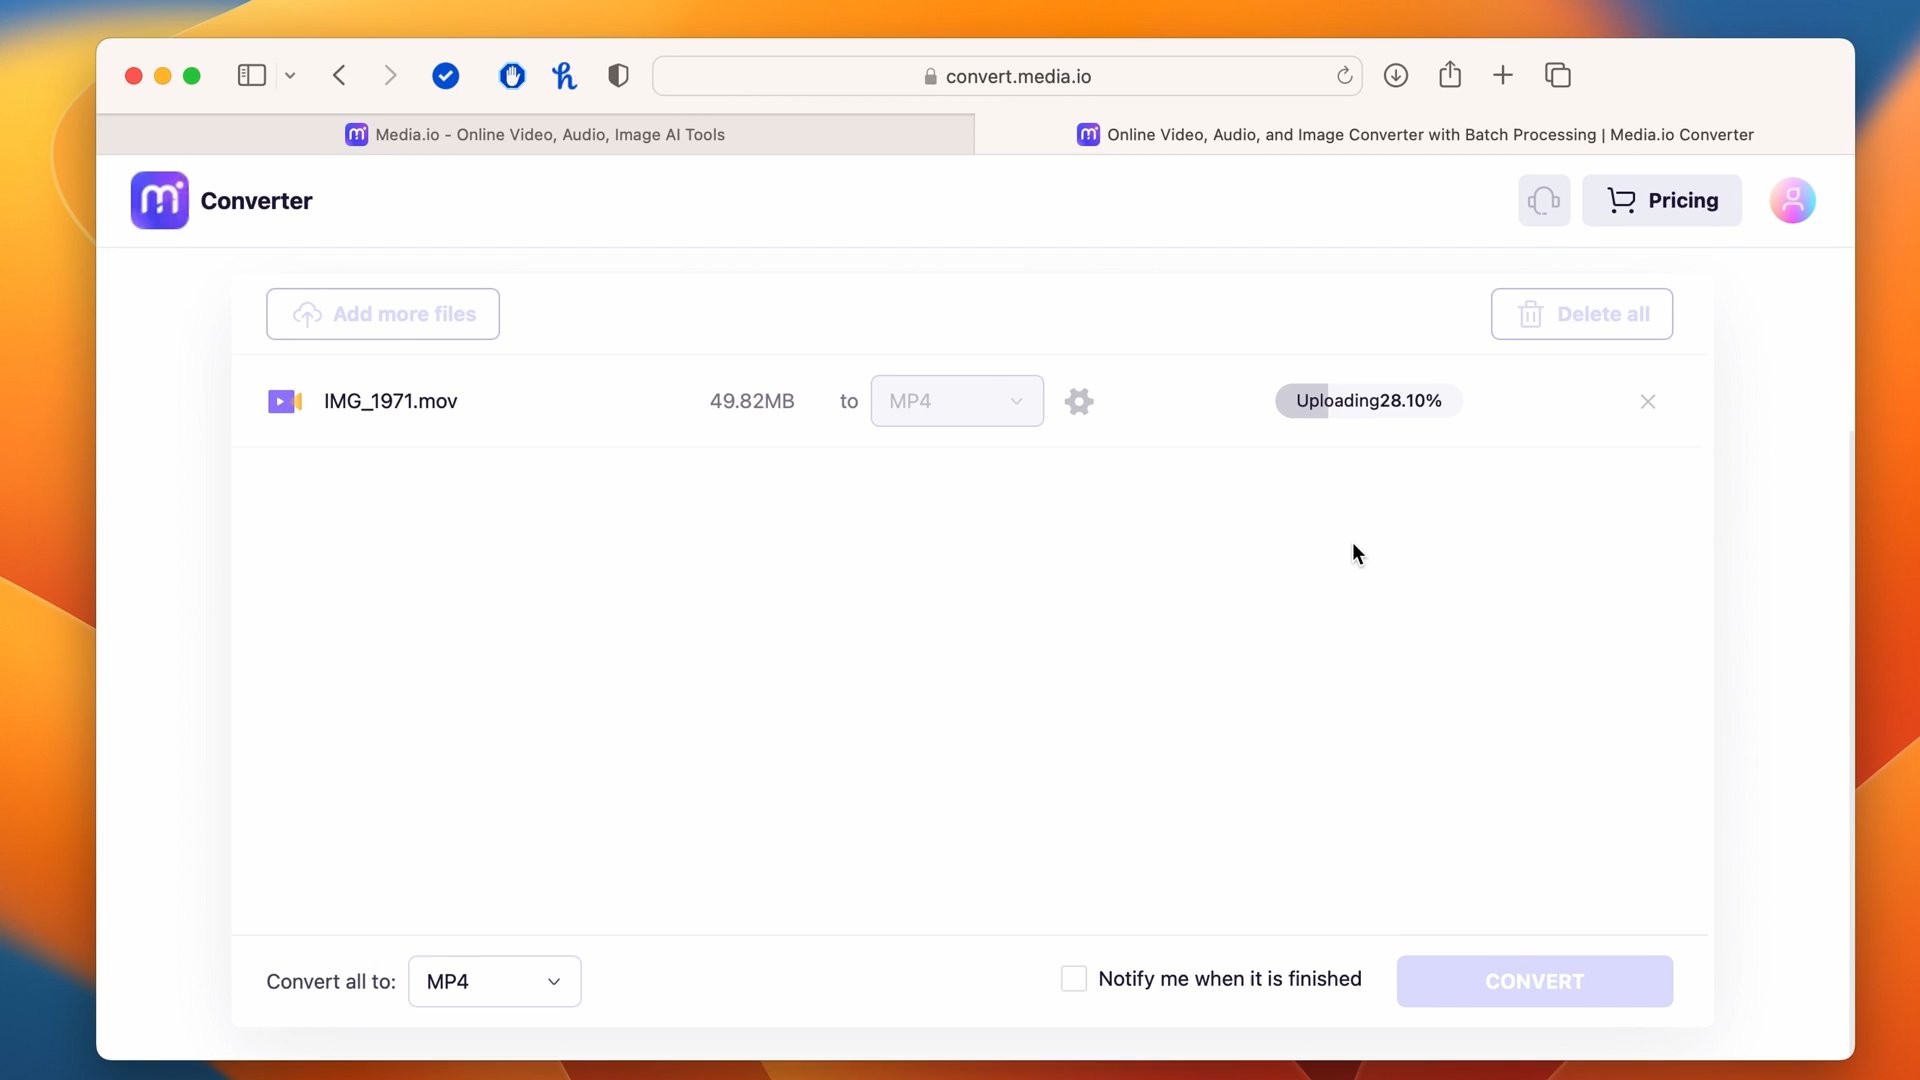 convert.media.io
Media.io - Online Video, Audio, Image AI Tools
Online Video, Audio, and Image Converter with Batch Processing | Media.io Converter
Converter
Pricing
Add more files
Delete all
IMG_1971.mov 49.82MB to MP4 Uploading28.10%
Convert all to: MP4
Notify me when it is finished
CONVERT